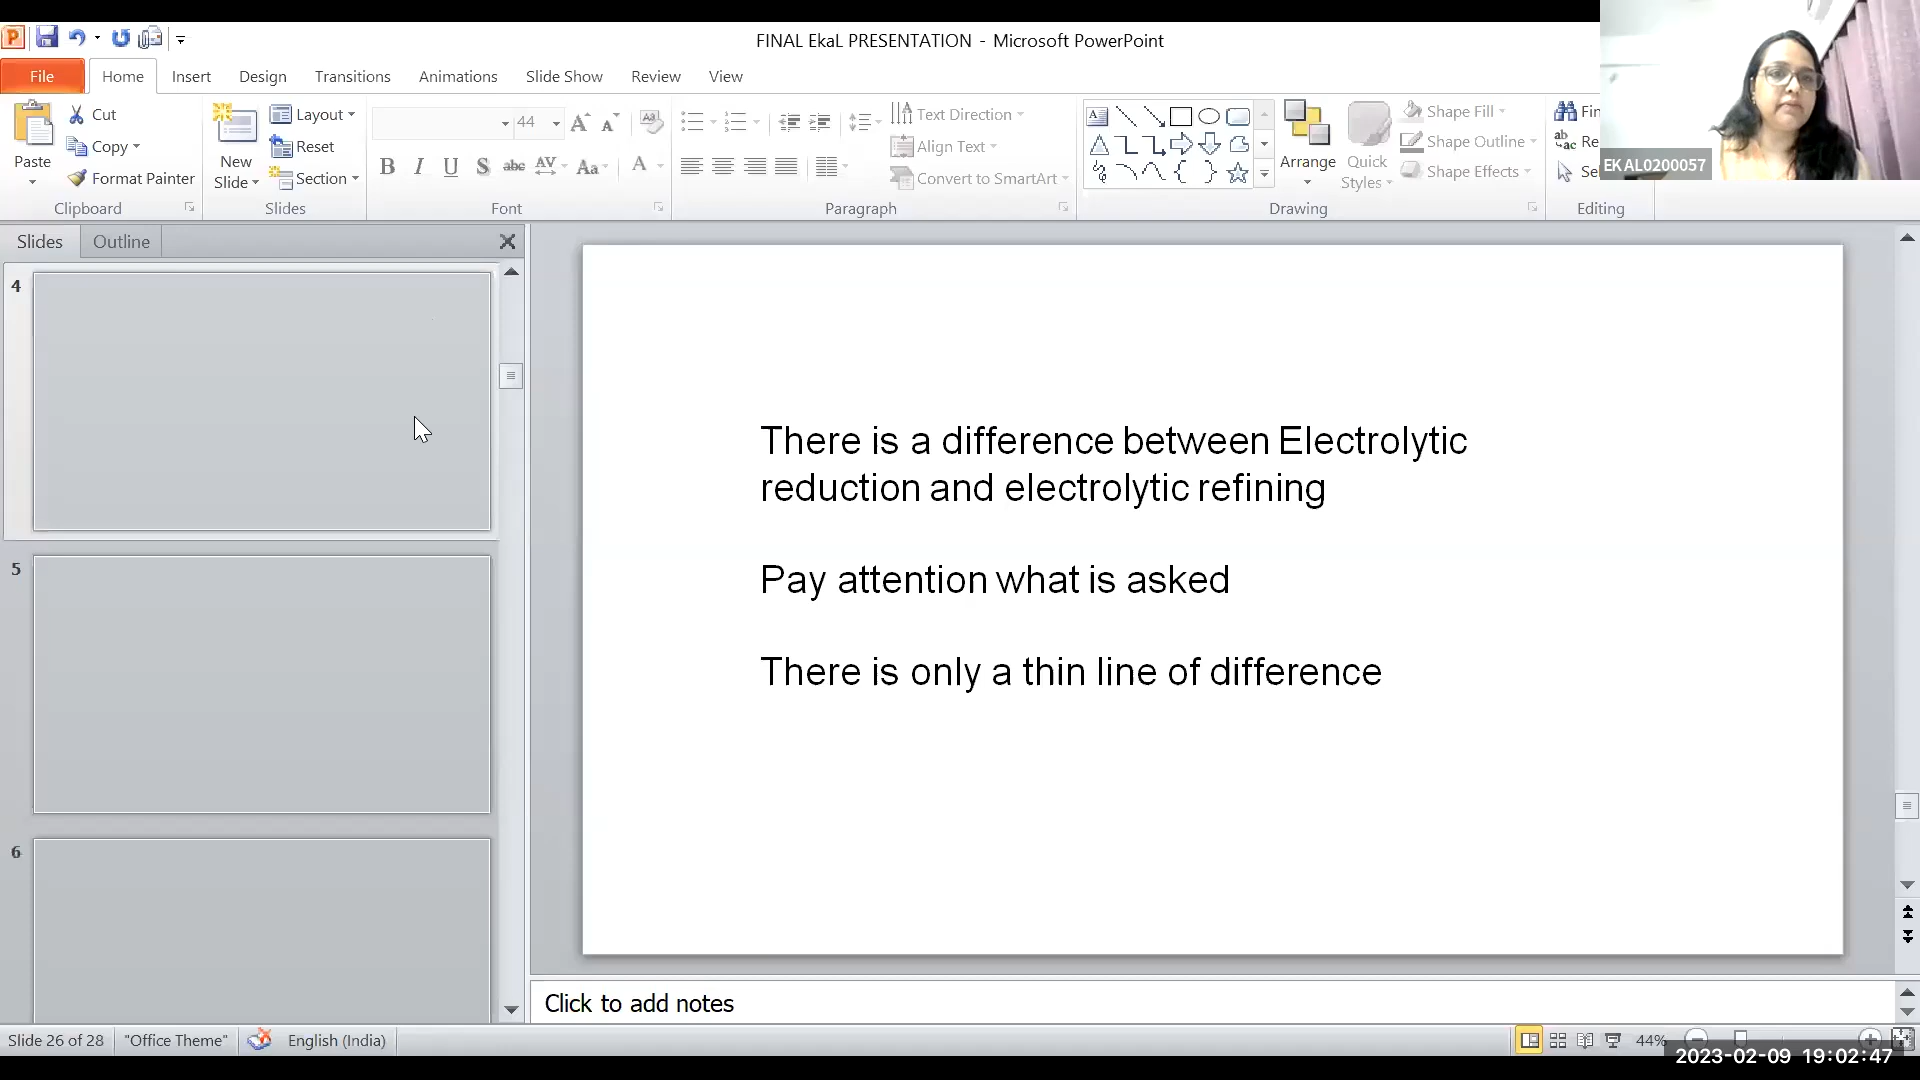 FINAL EkaL PRESENTATION - Microsoft PowerPoint
File Home Insert Design Transitions Animations Slide Show Review View
Paste
Cut
Copy
Format Painter
Clipboard
New Slide
Layout
Reset
Section
Slides
44
Font
Text Direction
Align Text
Convert to SmartArt
Paragraph
Arrange
Quick Styles
Shape Fill
Shape Outline
Shape Effects
Drawing
Editing
EKAL0200057
Slides Outline
4
5
6
There is a difference between Electrolytic
reduction and electrolytic refining
Pay attention what is asked
There is only a thin line of difference
Click to add notes
Slide 26 of 28 "Office Theme" English (India) 44%
2023-02-09 19:02:47